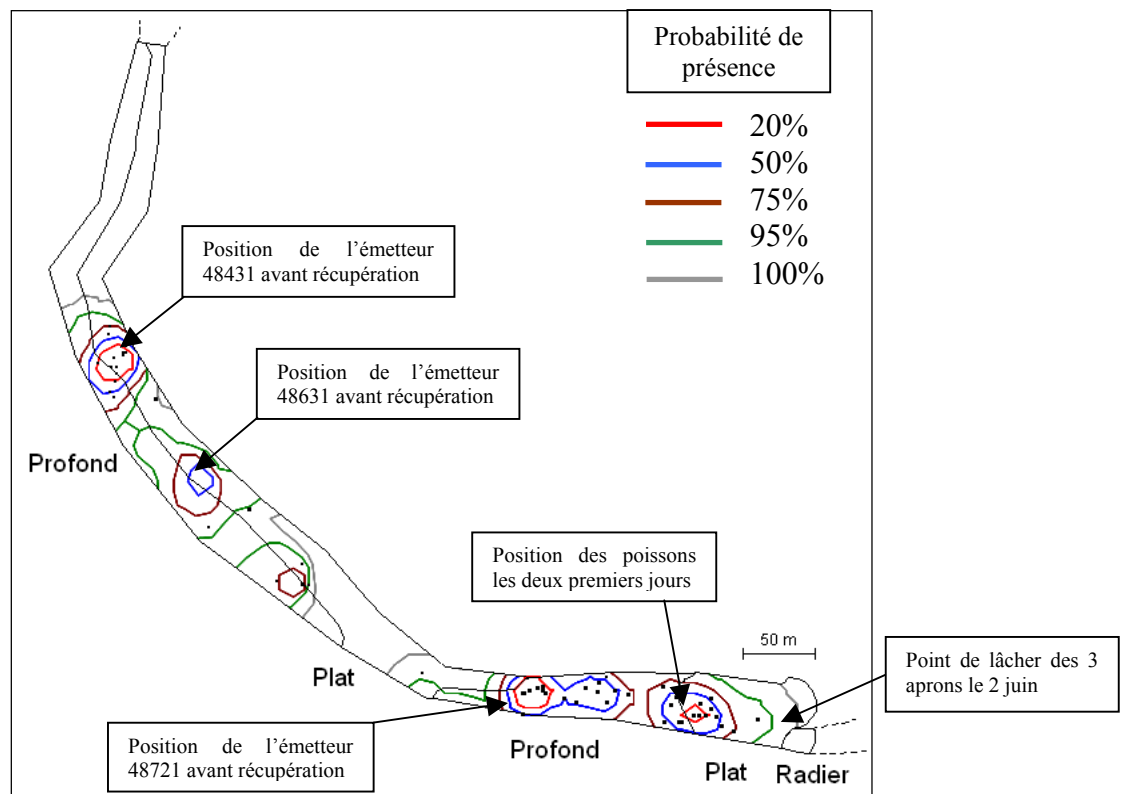 Probabilité de
présence
20%
50%
75%
95%
100%
Position de l’émetteur
48431 avant récupération
Position de l’émetteur
48631 avant récupération
Profond
Position des poissons
les deux premiers jours
50 m
Point de lâcher des 3
aprons le 2 juin
Plat
Position de l’émetteur
48721 avant récupération
Profond
Plat
Radier